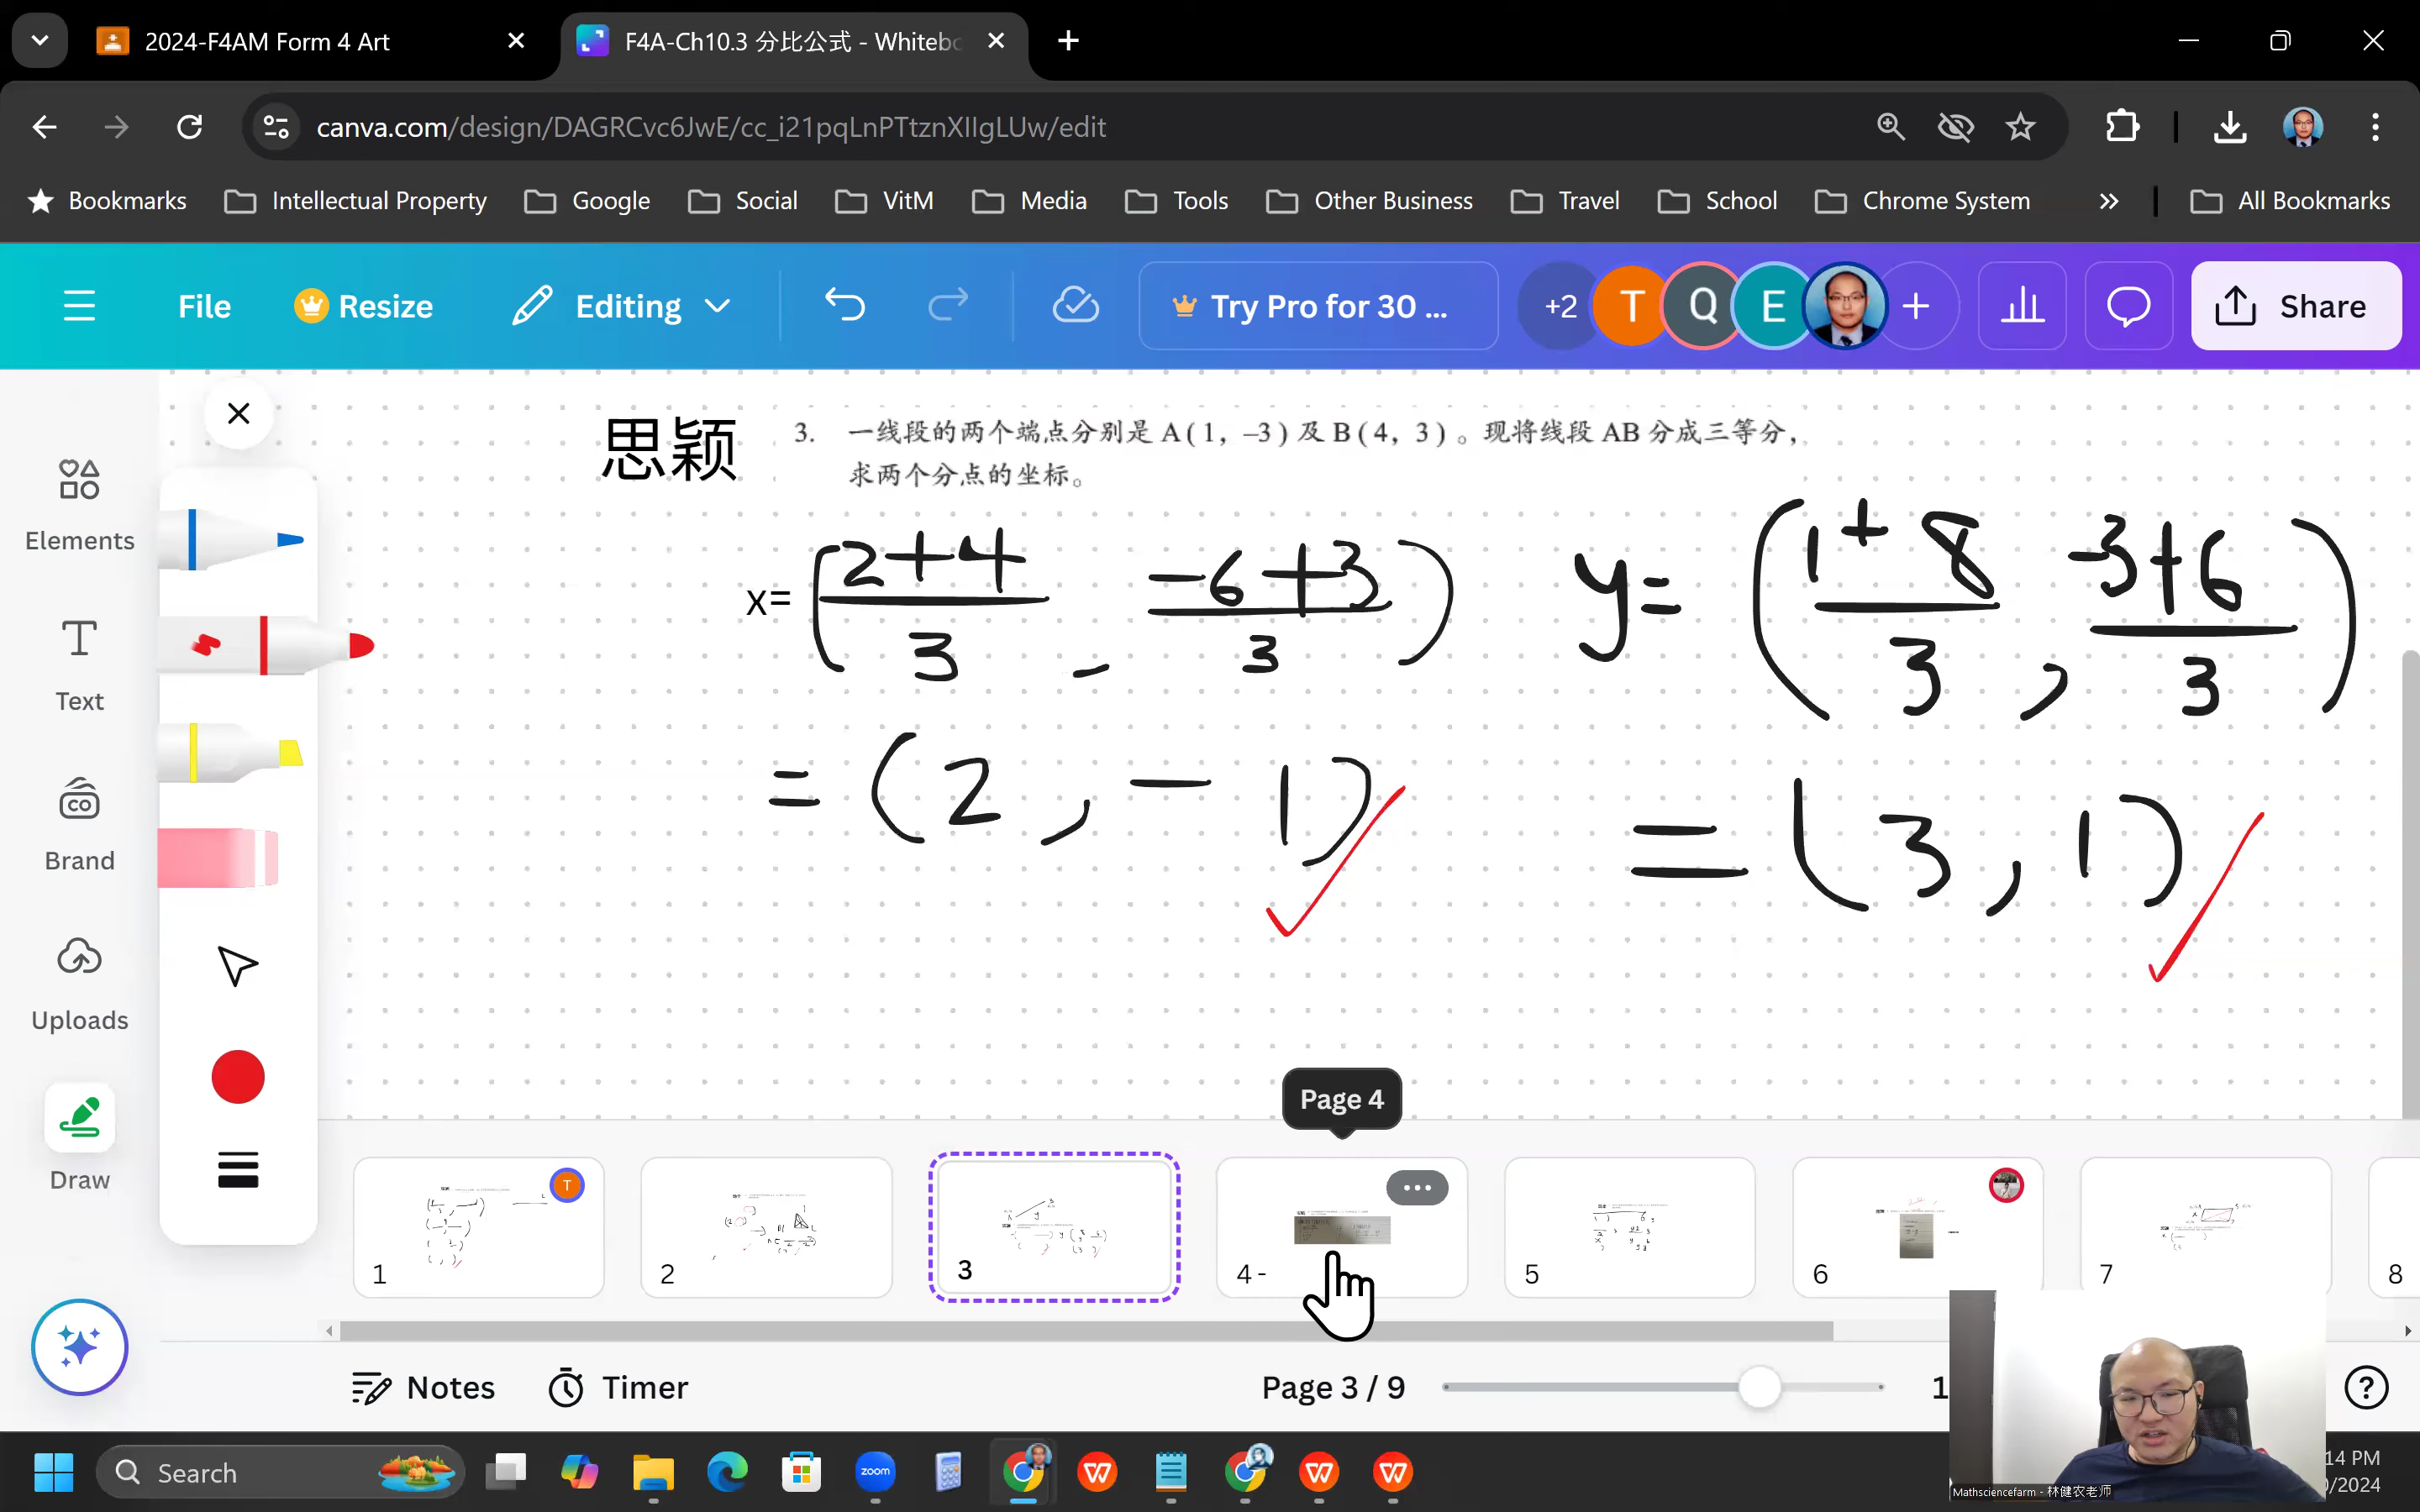 2024-F4AM Form 4 Art
F4A-Ch10.3 分比公式 - Whitebo
canva.com/design/DAGRCvc6JwE/cc_i21pqLnPTtznXIIgLUw/edit
Bookmarks
Intellectual Property
Google
Social
VitM
Media
Tools
Other Business
Travel
School
Chrome System
All Bookmarks
File
Resize
Editing
Try Pro for 30 ...
+2
T
Q
E
Share
Elements
Text
Brand
Uploads
Draw
思颖
3. 一线段的两个端点分别是 A ( 1, –3 ) 及 B ( 4, 3 ) 。现将线段 AB 分成三等分，
求两个分点的坐标。
x= (2+4/3 , -6+3/3)
= (2, -1)
y= (1+8/3 , -3+6/3)
= (3, 1)
Page 4
1
T
2
3
4 -
5
6
7
8
Notes
Timer
Page 3 / 9
1
Search
zoom
14 PM
/2024
Mathsciencefarm - 林健农老师